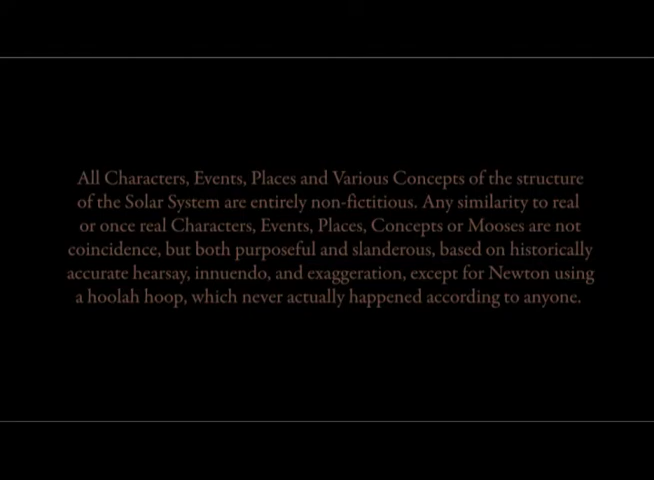 All Characters, Events, Places and Various Concepts of the structure
of the Solar System are entirely non-fictitious. Any similarity to real
or once real Characters, Events, Places, Concepts or Mooses are not
coincidence, but both purposeful and slanderous, based on historically
accurate hearsay, innuendo, and exaggeration, except for Newton using
a hoolah hoop, which never actually happened according to anyone.